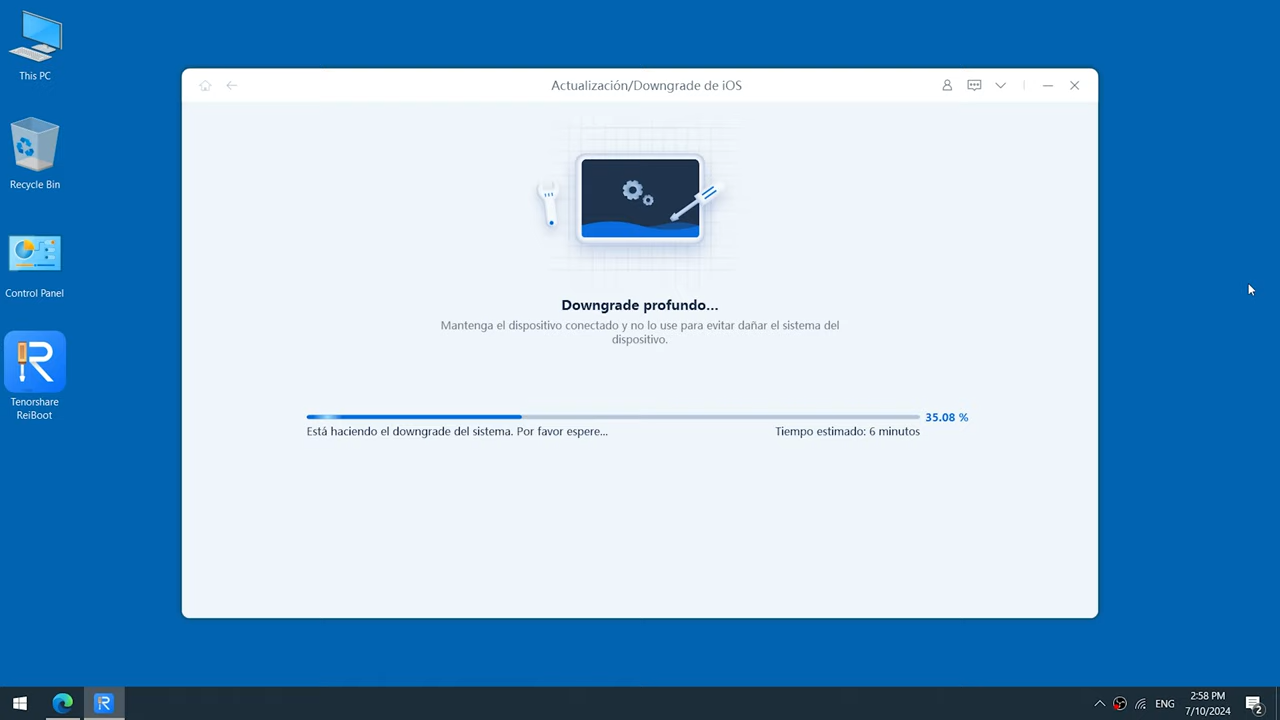 This PC
Recycle Bin
Control Panel
Tenorshare
ReiBoot
Actualización/Downgrade de iOS
Downgrade profundo...
Mantenga el dispositivo conectado y no lo use para evitar dañar el sistema del
dispositivo.
35.08 %
Está haciendo el downgrade del sistema. Por favor espere...
Tiempo estimado: 6 minutos
ENG
2:58 PM
7/10/2024
2